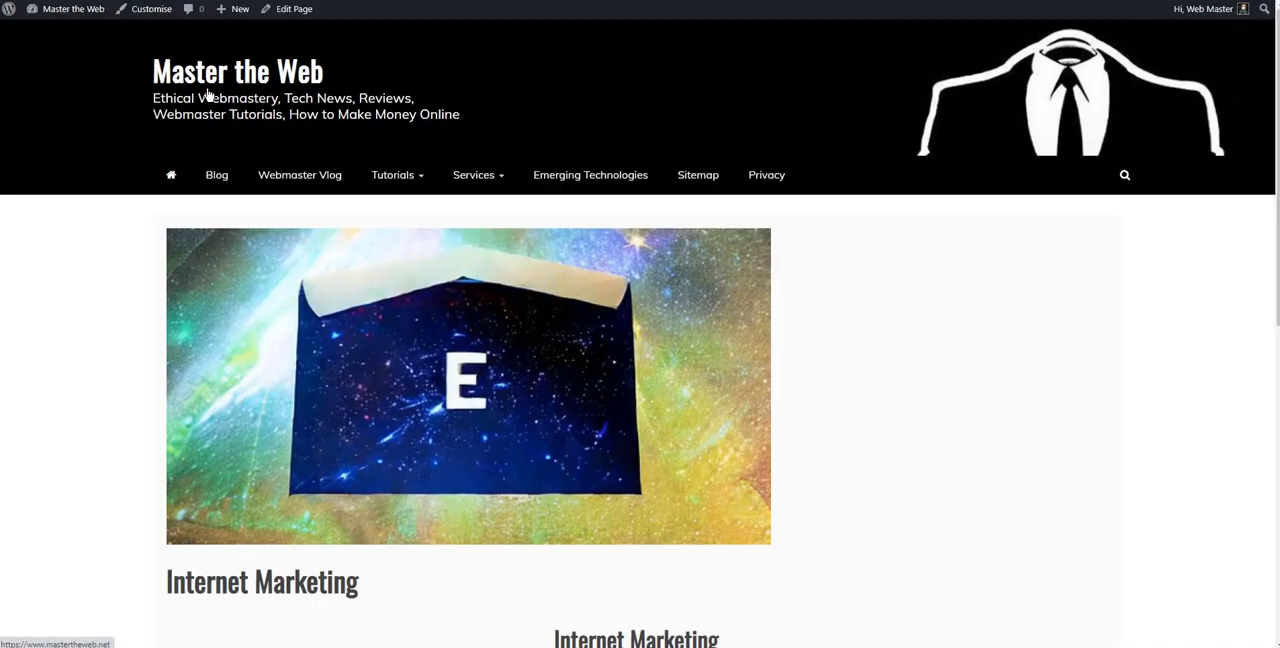 Master the Web Customise 0 New Edit Page Hi, Web Master
Master the Web
Ethical Webmastery, Tech News, Reviews,
Webmaster Tutorials, How to Make Money Online
Blog Webmaster Vlog Tutorials Services Emerging Technologies Sitemap Privacy
E
Internet Marketing
Internet Marketing
https://www.mastertheweb.net